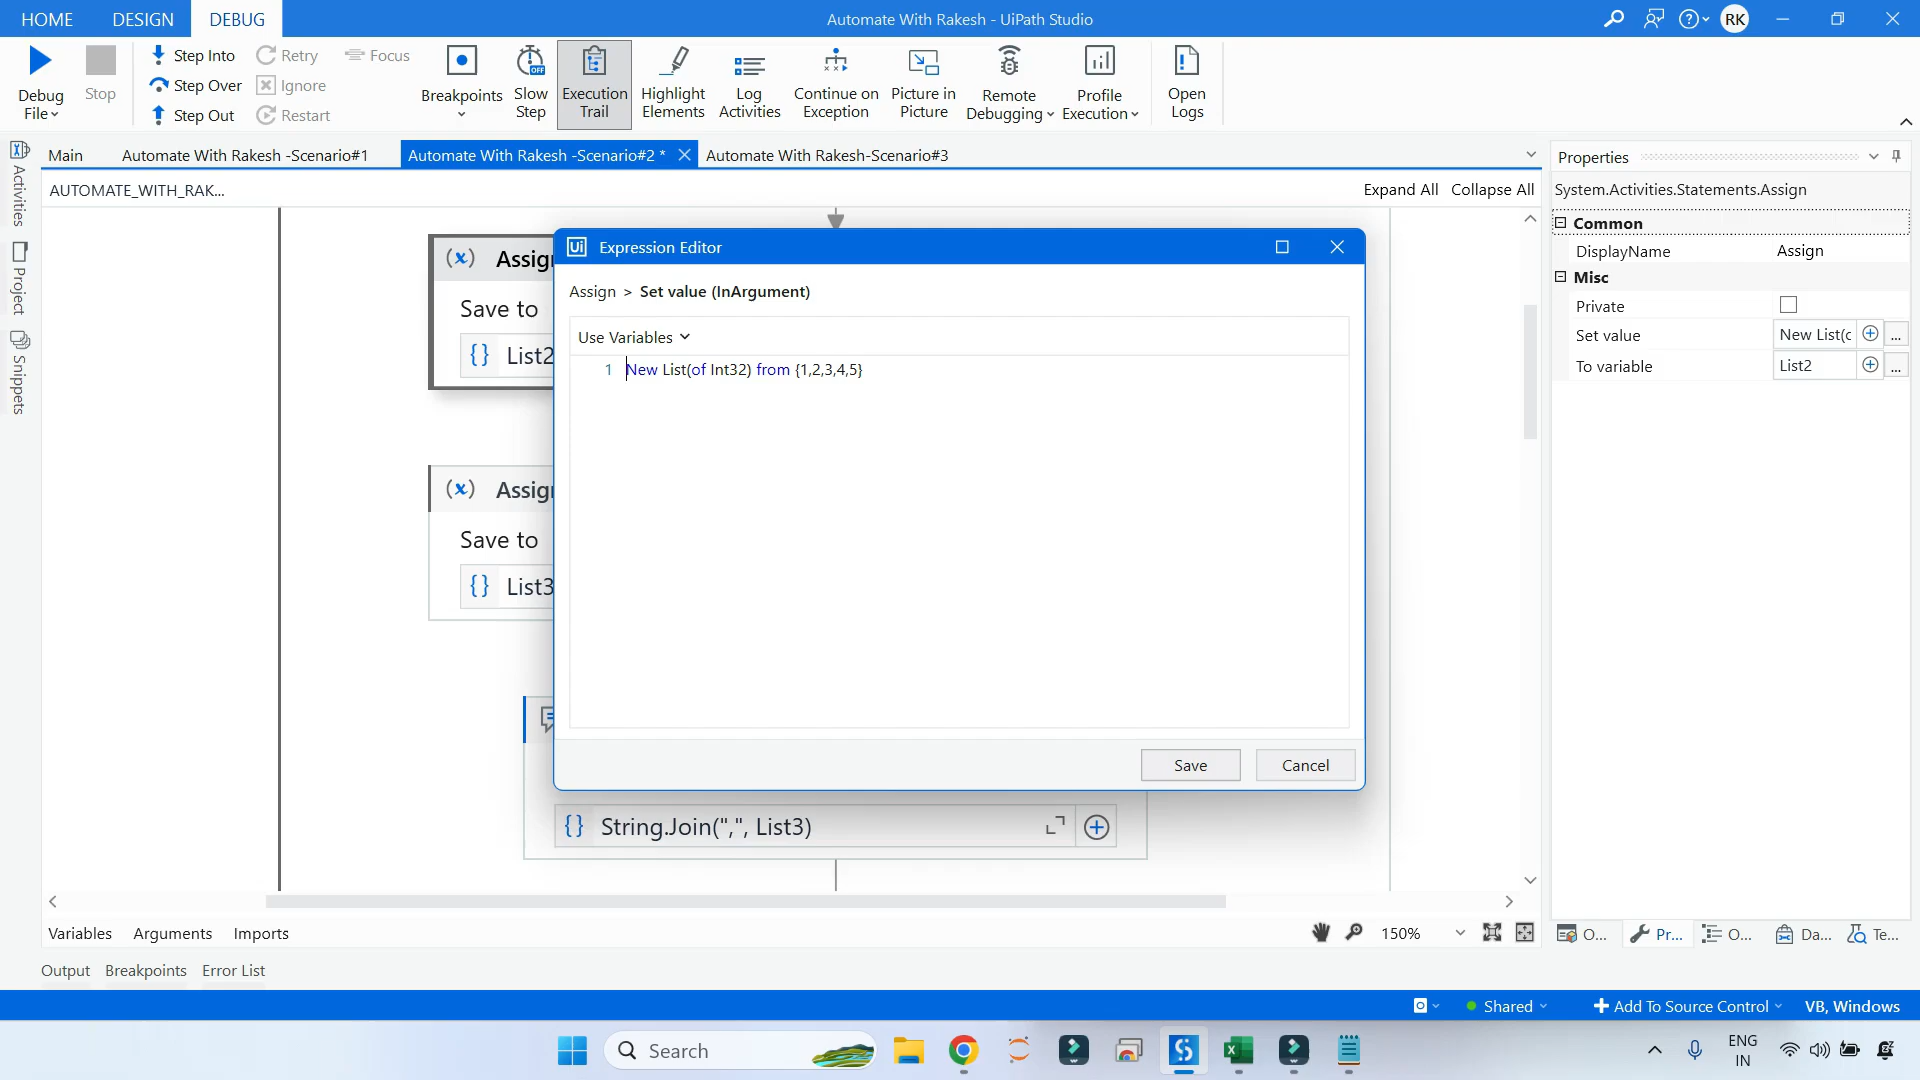 HOME DESIGN DEBUG
Automate With Rakesh - UiPath Studio
RK
Debug File
Stop
Step Into
Step Over
Step Out
Retry
Ignore
Restart
Focus
Breakpoints
Slow Step
OFF
Execution Trail
Highlight Elements
Log Activities
Continue on Exception
Picture in Picture
Remote Debugging
Profile Execution
Open Logs
Main
Automate With Rakesh -Scenario#1
Automate With Rakesh -Scenario#2 *
Automate With Rakesh-Scenario#3
AUTOMATE_WITH_RAK...
Expand All Collapse All
Activities
Project
Snippets
Assign
Save to
List2
Assign
Save to
List3
Ui Expression Editor
Assign > Set value (InArgument)
Use Variables
1 New List(of Int32) from {1,2,3,4,5}
Save Cancel
String.Join(",", List3)
Properties
System.Activities.Statements.Assign
Common
DisplayName Assign
Misc
Private
Set value New List(o ...
To variable List2 ...
Variables Arguments Imports
150%
O... Pr... O... Da... Te...
Output Breakpoints Error List
Shared
Add To Source Control
VB, Windows
Search
ENG
IN